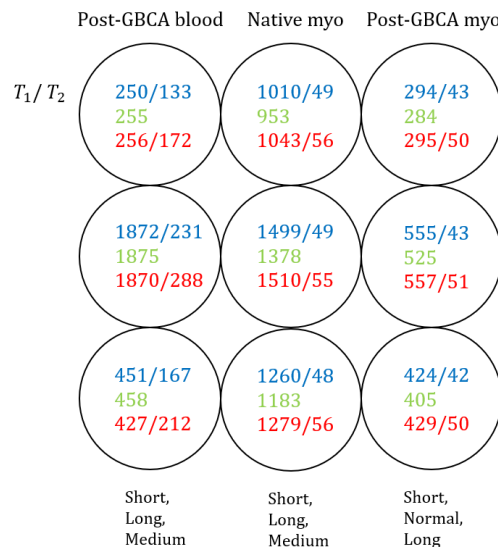 Post-GBCA blood Native myo Post-GBCA myo
T₁/ T₂
250/133 1010/49 294/43
255 953 284
256/172 1043/56 295/50
1872/231 1499/49 555/43
1875 1378 525
1870/288 1510/55 557/51
451/167 1260/48 424/42
458 1183 405
427/212 1279/56 429/50
Short, Short, Short,
Long, Long, Normal,
Medium Medium Long